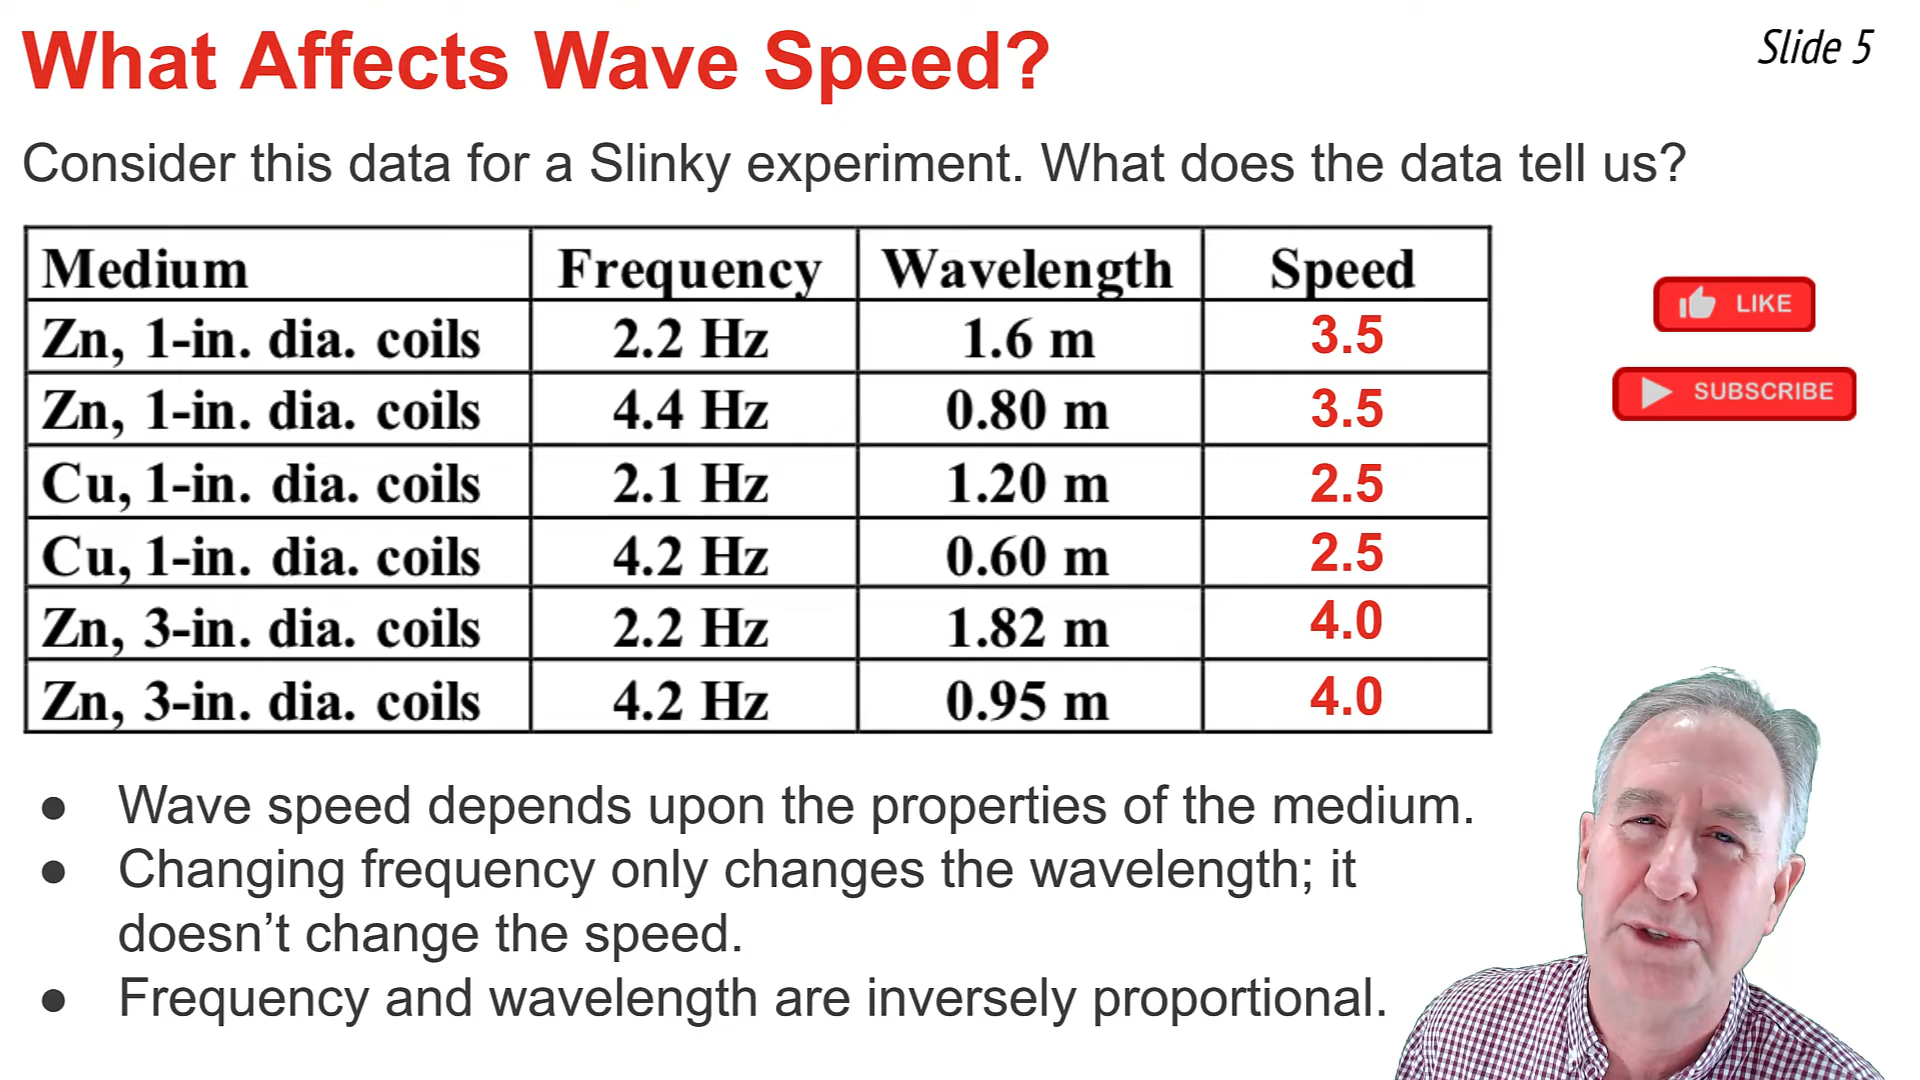 What Affects Wave Speed?
Slide 5
Consider this data for a Slinky experiment. What does the data tell us?
Medium Frequency Wavelength Speed
Zn, 1-in. dia. coils 2.2 Hz 1.6 m 3.5
Zn, 1-in. dia. coils 4.4 Hz 0.80 m 3.5
Cu, 1-in. dia. coils 2.1 Hz 1.20 m 2.5
Cu, 1-in. dia. coils 4.2 Hz 0.60 m 2.5
Zn, 3-in. dia. coils 2.2 Hz 1.82 m 4.0
Zn, 3-in. dia. coils 4.2 Hz 0.95 m 4.0
LIKE
SUBSCRIBE
● Wave speed depends upon the properties of the medium.
● Changing frequency only changes the wavelength; it
doesn’t change the speed.
● Frequency and wavelength are inversely proportional.